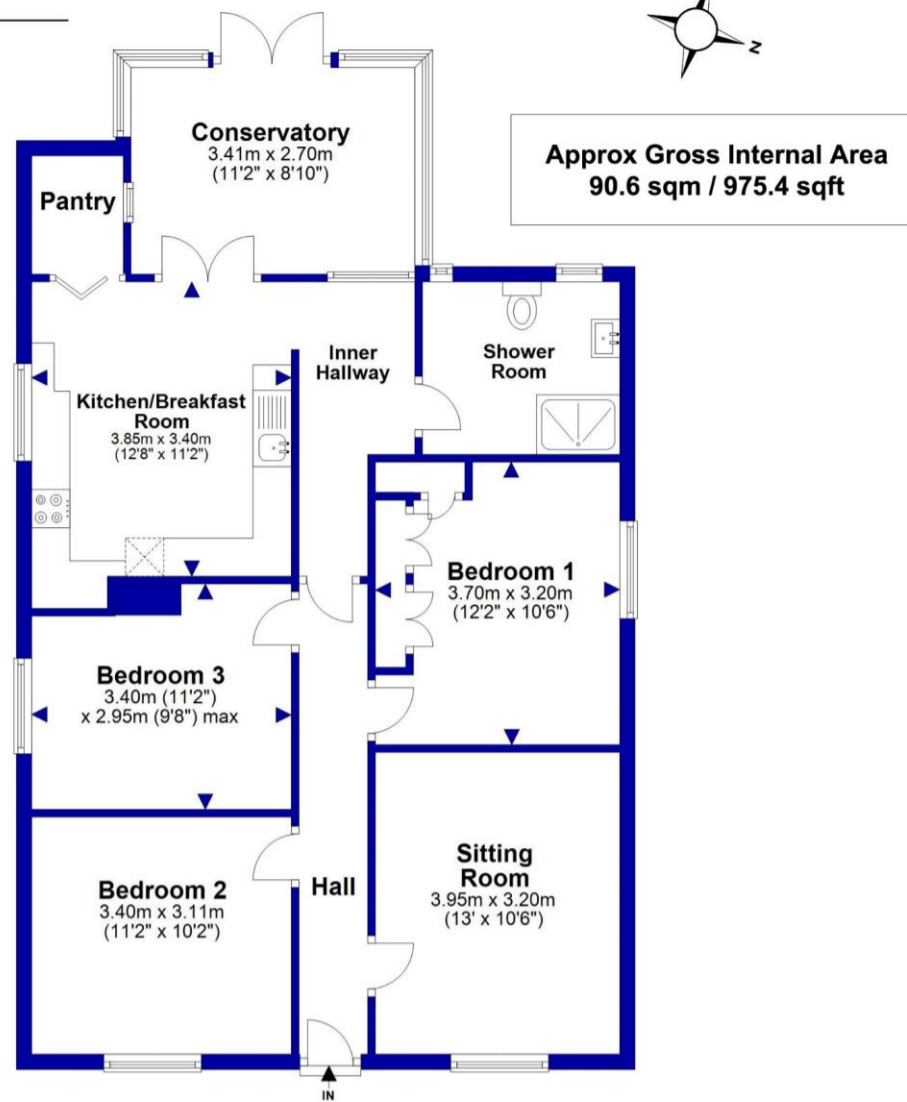 N
Approx Gross Internal Area
90.6 sqm / 975.4 sqft
Conservatory
3.41m x 2.70m
(11'2" x 8'10")
Pantry
Inner
Hallway
Shower
Room
Kitchen/Breakfast
Room
3.85m x 3.40m
(12'8" x 11'2")
Bedroom 1
3.70m x 3.20m
(12'2" x 10'6")
Bedroom 3
3.40m (11'2")
x 2.95m (9'8") max
Sitting
Room
3.95m x 3.20m
(13' x 10'6")
Bedroom 2
3.40m x 3.11m
(11'2" x 10'2")
Hall
IN